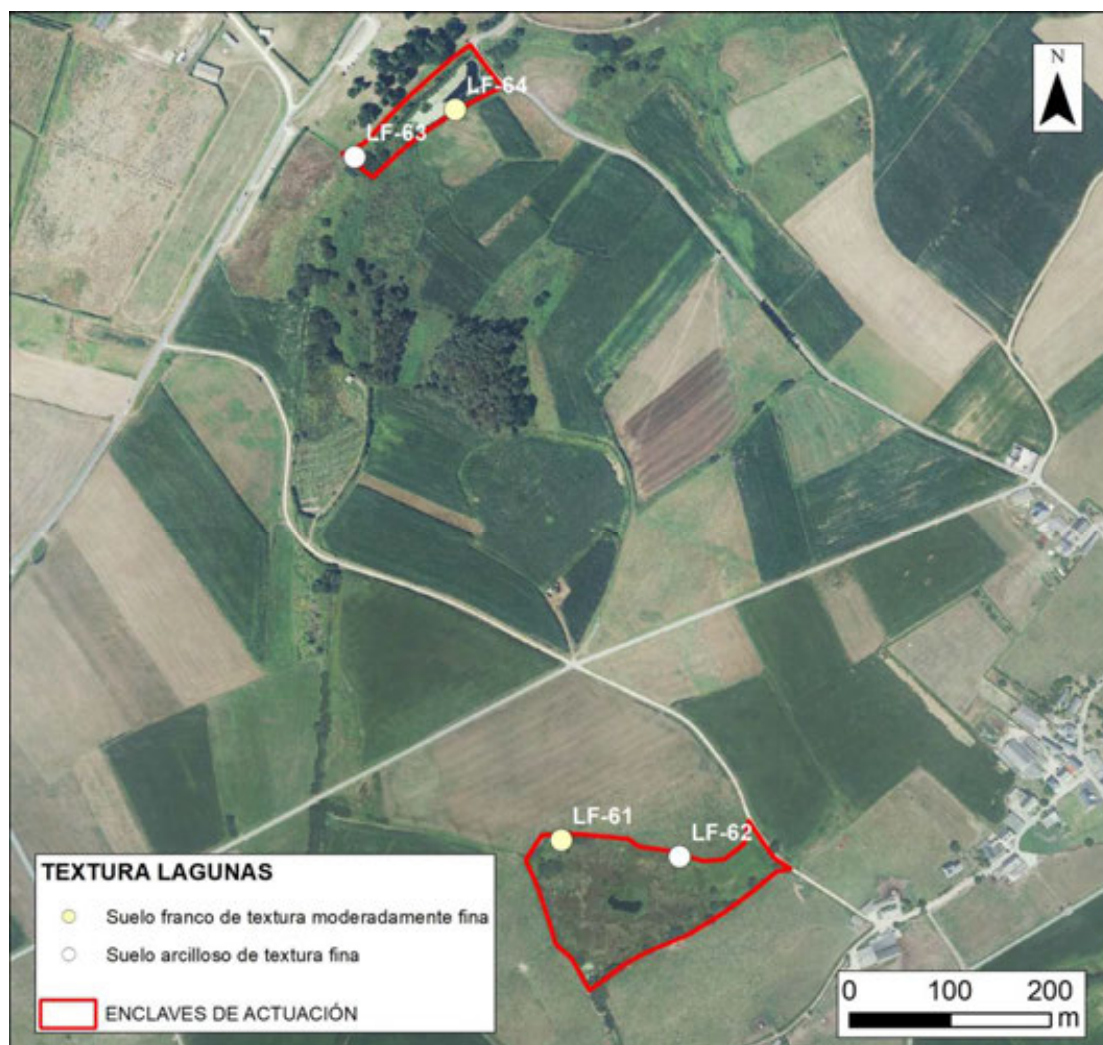 N
LF-64
LF-63
LF-61
LF-62
TEXTURA LAGUNAS
Suelo franco de textura moderadamente fina
Suelo arcilloso de textura fina
ENCLAVES DE ACTUACIÓN
0 100 200
m